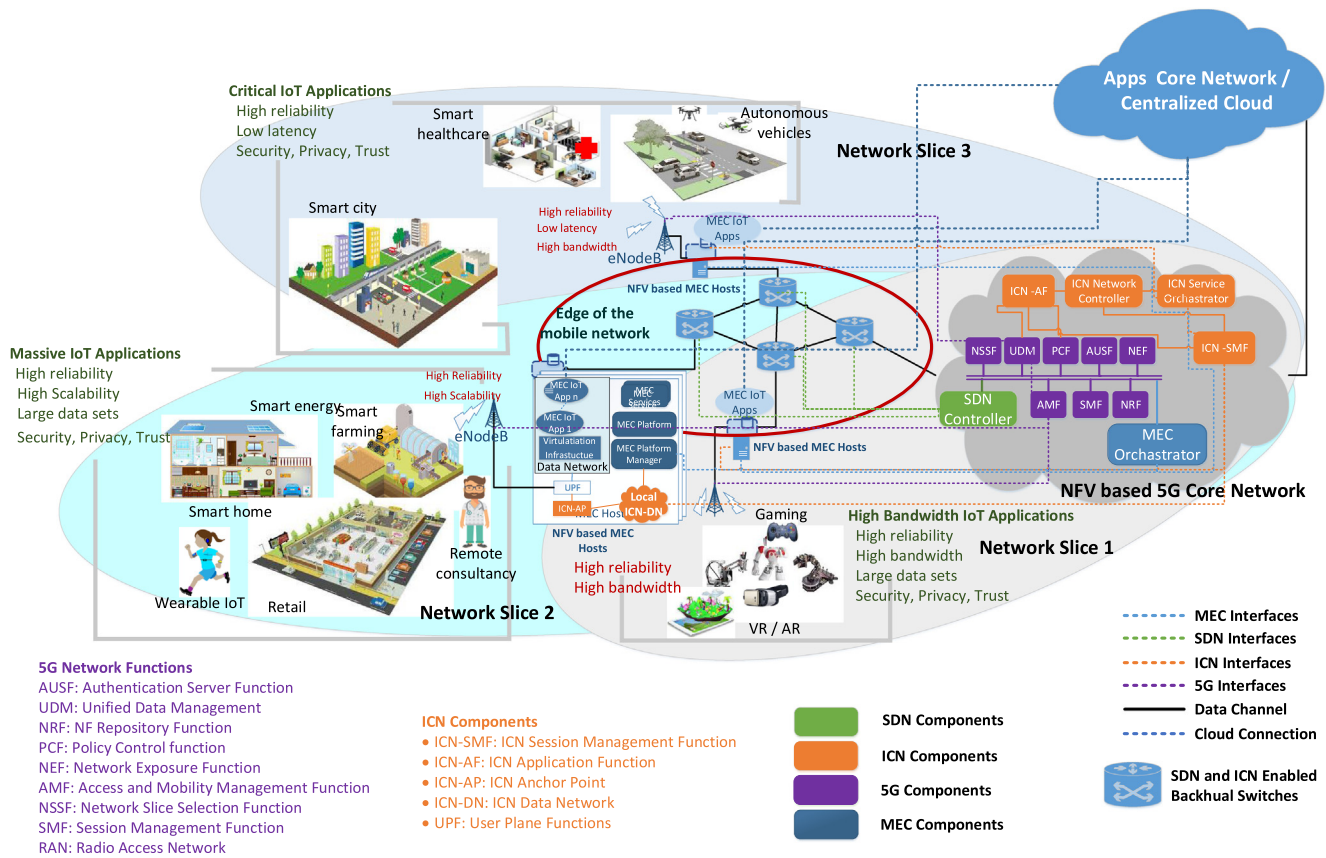 Apps Core Network /
Centralized Cloud
Critical IoT Applications
High reliability
Low latency
Security, Privacy, Trust
Smart
healthcare
Autonomous
vehicles
Network Slice 3
Smart city
High reliability
Low latency
High bandwidth
eNodeB
MEC IoT
Apps
NFV based MEC Hosts
Edge of the
mobile network
ICN -AF
ICN Network
Controller
ICN Service
Orchastrator
ICN -SMF
NSSF
UDM
PCF
AUSF
NEF
AMF
SMF
NRF
SDN
Controller
MEC
Orchastrator
NFV based 5G Core Network
Massive IoT Applications
High reliability
High Scalability
Large data sets
Security, Privacy, Trust
Smart energy
Smart
farming
High Reliability
High Scalability
eNodeB
Smart home
Wearable IoT
Retail
Remote
consultancy
Network Slice 2
MEC IoT
App n
MEC IoT
App 1
Virtulatiation
Infrastructue
Data Network
MEC
Services
MEC Platform
MEC Platform
Manager
UPF
ICN-AP
Local
ICN-DN
MEC Host
NFV based MEC
Hosts
High reliability
High bandwidth
MEC IoT
Apps
NFV based MEC Hosts
Gaming
VR / AR
High Bandwidth IoT Applications
High reliability
High bandwidth
Large data sets
Security, Privacy, Trust
Network Slice 1
MEC Interfaces
SDN Interfaces
ICN Interfaces
5G Interfaces
Data Channel
Cloud Connection
SDN and ICN Enabled
Backhual Switches
5G Network Functions
AUSF: Authentication Server Function
UDM: Unified Data Management
NRF: NF Repository Function
PCF: Policy Control function
NEF: Network Exposure Function
AMF: Access and Mobility Management Function
NSSF: Network Slice Selection Function
SMF: Session Management Function
RAN: Radio Access Network
ICN Components
• ICN-SMF: ICN Session Management Function
• ICN-AF: ICN Application Function
• ICN-AP: ICN Anchor Point
• ICN-DN: ICN Data Network
• UPF: User Plane Functions
SDN Components
ICN Components
5G Components
MEC Components